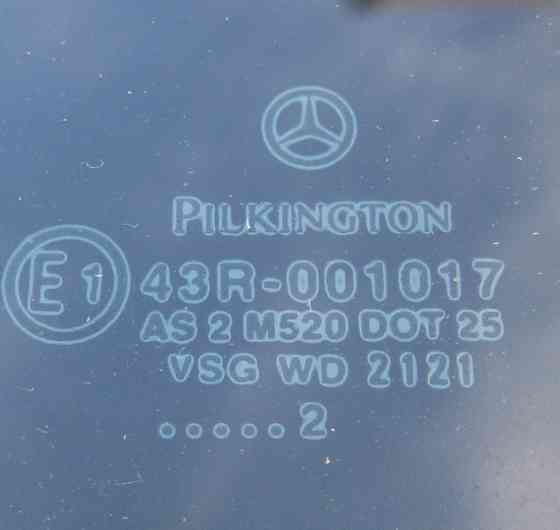 PILKINGTON
E1 43R-001017
AS 2 M520 DOT 25
VSG WD 2121
.....2